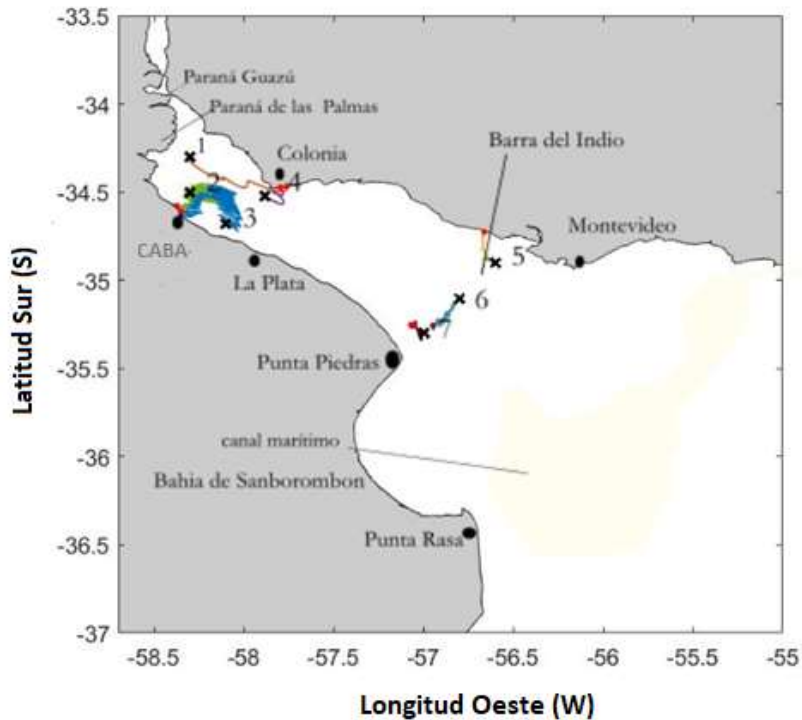 -33.5
Paraná Guazú
-34
Paraná de las Palmas
1
Colonia
Barra del Indio
2
4
-34.5
3
Montevideo
CABA-
5
La Plata
-35
6
7
Punta Piedras
-35.5
canal marítimo
-36
Bahia de Sanborombon
Punta Rasa
-36.5
-37
-58.5 -58 -57.5 -57 -56.5 -56 -55.5 -55
Latitud Sur (S)
Longitud Oeste (W)